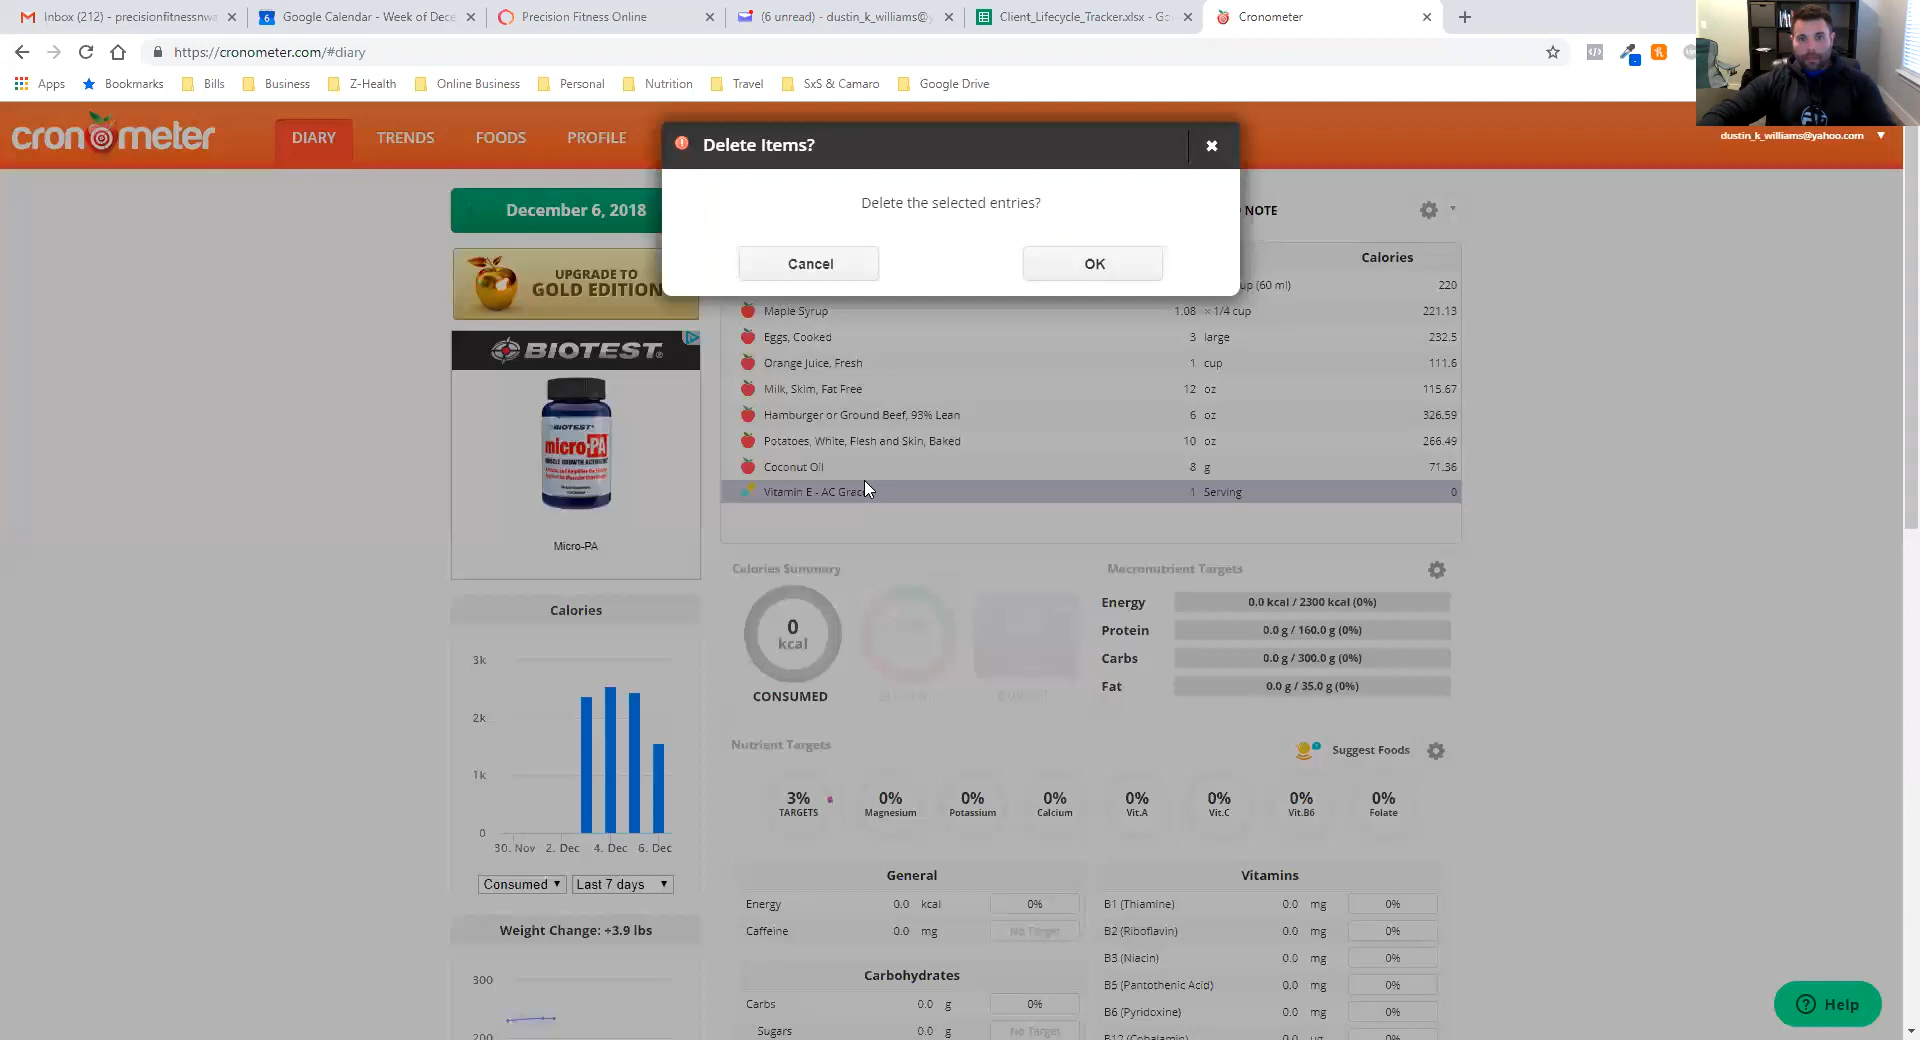 Inbox (212) - precisionfitnessnwa
Google Calendar - Week of Dece
Precision Fitness Online
(6 unread) - dustin_k_williams@y
Client_Lifecycle_Tracker.xlsx - Go
Cronometer
https://cronometer.com/#diary
Apps
Bookmarks
Bills
Business
Z-Health
Online Business
Personal
Nutrition
Travel
SxS & Camaro
Google Drive
cronometer
DIARY
TRENDS
FOODS
PROFILE
dustin_k_williams@yahoo.com
Delete Items?
Delete the selected entries?
Cancel
OK
December 6, 2018
NOTE
UPGRADE TO
GOLD EDITION
BIOTEST
BIOTEST
micro-PA
Micro-PA
Calories
up (60 ml) 220
Maple Syrup 1.08 × 1/4 cup 221.13
Eggs, Cooked 3 large 232.5
Orange Juice, Fresh 1 cup 111.6
Milk, Skim, Fat Free 12 oz 115.67
Hamburger or Ground Beef, 93% Lean 6 oz 326.59
Potatoes, White, Flesh and Skin, Baked 10 oz 266.49
Coconut Oil 8 g 71.36
Vitamin E - AC Grac 1 Serving 0
Calories Summary
0
kcal
CONSUMED
Macronutrient Targets
Energy 0.0 kcal / 2300 kcal (0%)
Protein 0.0 g / 160.0 g (0%)
Carbs 0.0 g / 300.0 g (0%)
Fat 0.0 g / 35.0 g (0%)
Calories
3k
2k
1k
0
30. Nov 2. Dec 4. Dec 6. Dec
Consumed
Last 7 days
Weight Change: +3.9 lbs
300
200
Nutrient Targets
Suggest Foods
3% 0% 0% 0% 0% 0% 0% 0%
TARGETS Magnesium Potassium Calcium Vit.A Vit.C Vit.B6 Folate
General
Energy 0.0 kcal 0%
Caffeine 0.0 mg No Target
Carbohydrates
Carbs 0.0 g 0%
Sugars 0.0 g No Target
Vitamins
B1 (Thiamine) 0.0 mg 0%
B2 (Riboflavin) 0.0 mg 0%
B3 (Niacin) 0.0 mg 0%
B5 (Pantothenic Acid) 0.0 mg 0%
B6 (Pyridoxine) 0.0 mg 0%
B12 (Cobalamin) 0.0 ug 0%
Help